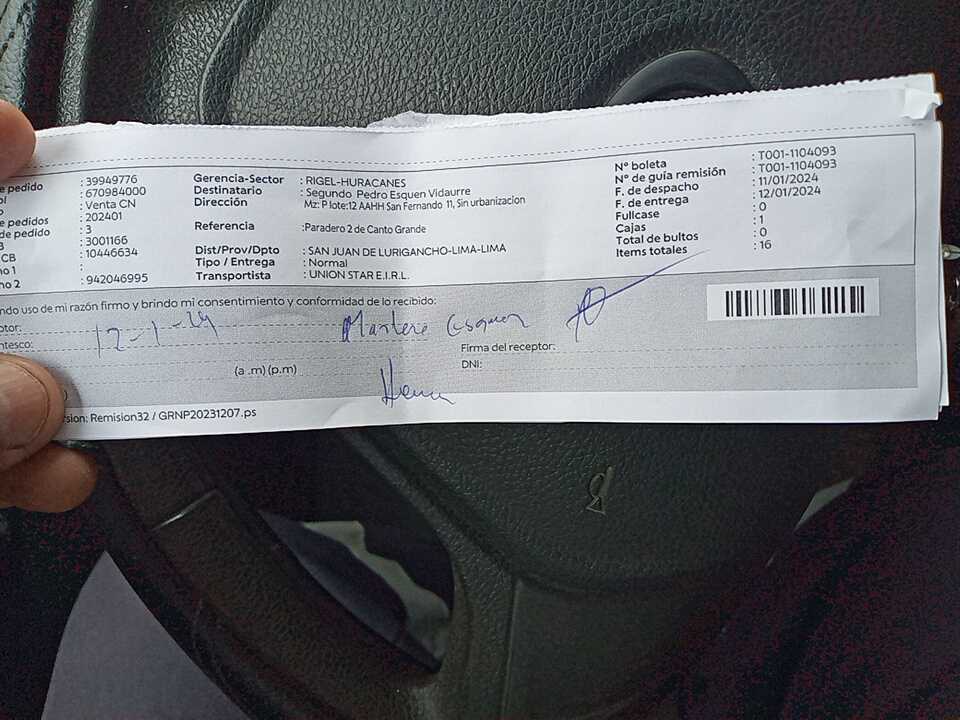 e pedido : 39949776
ol : 670984000
o : Venta CN
e pedidos : 202401
de pedido : 3
B : 3001166
CB : 10446634
no 1 :
no 2 : 942046995
Gerencia-Sector : RIGEL-HURACANES
Destinatario : Segundo Pedro Esquen Vidaurre
Dirección : Mz: P lote:12 AAHH San Fernando 11, Sin urbanizacion
Referencia :Paradero 2 de Canto Grande
Dist/Prov/Dpto : SAN JUAN DE LURIGANCHO-LIMA-LIMA
Tipo / Entrega : Normal
Transportista : UNION STAR E.I.R.L.
N° boleta : T001-1104093
N° de guía remisión : T001-1104093
F. de despacho : 11/01/2024
F. de entrega : 12/01/2024
Fullcase : 0
Cajas : 1
Total de bultos : 0
Items totales : 16
ndo uso de mi razón firmo y brindo mi consentimiento y conformidad de lo recibido:
ptor:
ntesco:
12-1-24
Esquen
Firma del receptor:
(a .m) (p.m)
DNI:
rsion: Remision32 / GRNP20231207.ps